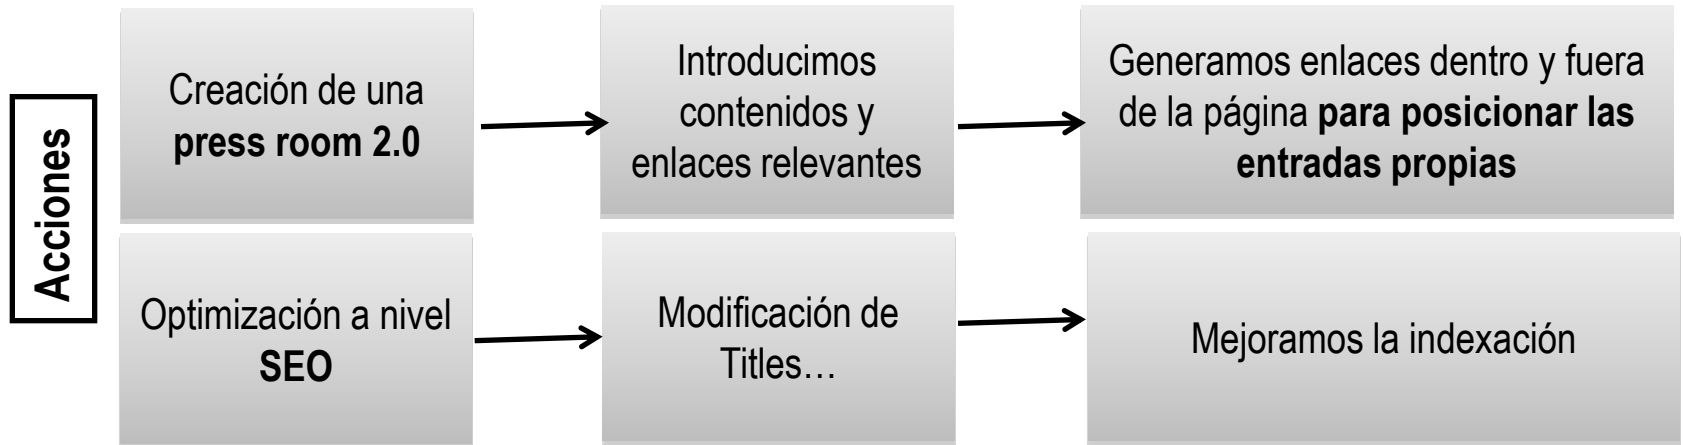 Acciones
Creación de una
press room 2.0
Introducimos
contenidos y
enlaces relevantes
Generamos enlaces dentro y fuera
de la página para posicionar las
entradas propias
Optimización a nivel
SEO
Modificación de
Titles…
Mejoramos la indexación